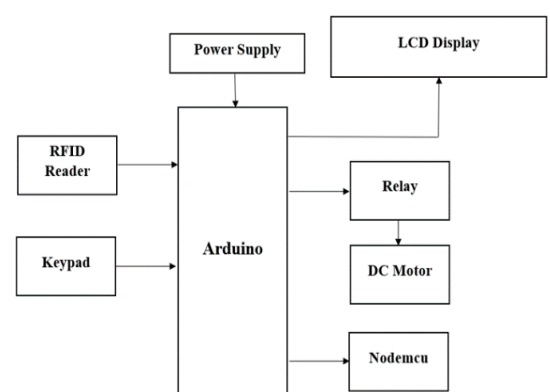 LCD Display
Power Supply
RFID
Reader
Relay
Arduino
Keypad
DC Motor
Nodemcu